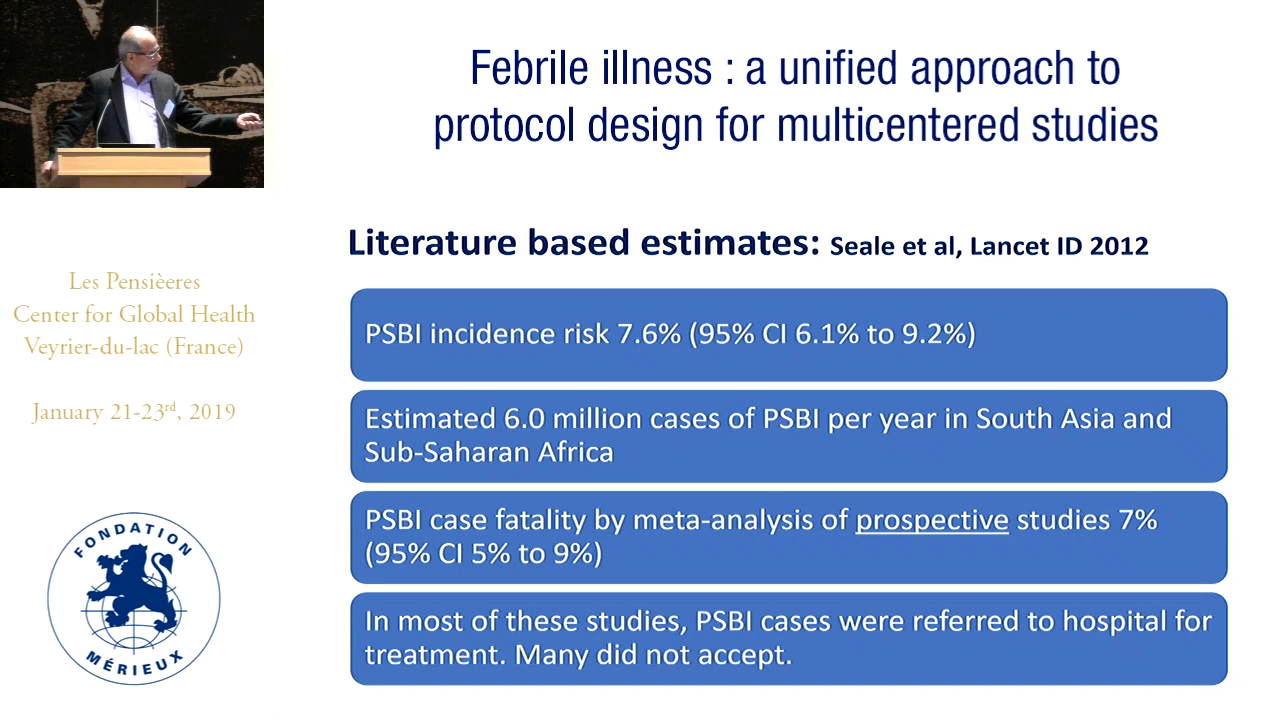 Febrile illness : a unified approach to
protocol design for multicentered studies
Literature based estimates: Seale et al, Lancet ID 2012
PSBI incidence risk 7.6% (95% CI 6.1% to 9.2%)
Estimated 6.0 million cases of PSBI per year in South Asia and
Sub-Saharan Africa
PSBI case fatality by meta-analysis of prospective studies 7%
(95% CI 5% to 9%)
In most of these studies, PSBI cases were referred to hospital for
treatment. Many did not accept.
Les Pensièeres
Center for Global Health
Veyrier-du-lac (France)
January 21-23rd, 2019
FONDATION
MÉRIEUX